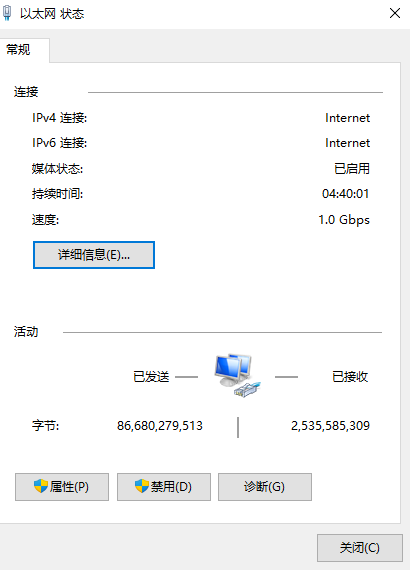 以太网 状态
常规
连接
IPv4 连接: Internet
IPv6 连接: Internet
媒体状态: 已启用
持续时间: 04:40:01
速度: 1.0 Gbps
详细信息(E)...
活动
已发送 已接收
字节: 86,680,279,513 2,535,585,309
属性(P) 禁用(D) 诊断(G)
关闭(C)